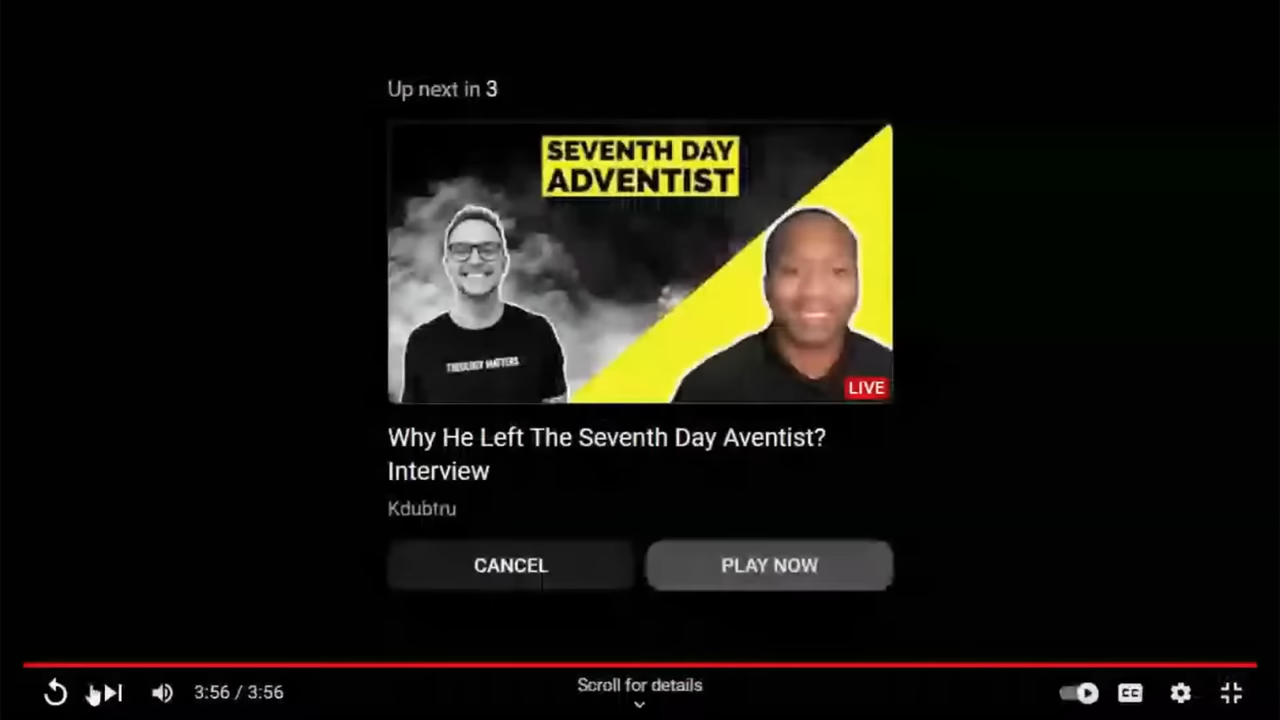 Up next in 3
SEVENTH DAY
ADVENTIST
THEOLOGY MATTERS
LIVE
Why He Left The Seventh Day Aventist?
Interview
Kdubtru
CANCEL
PLAY NOW
3:56 / 3:56
Scroll for details
CC